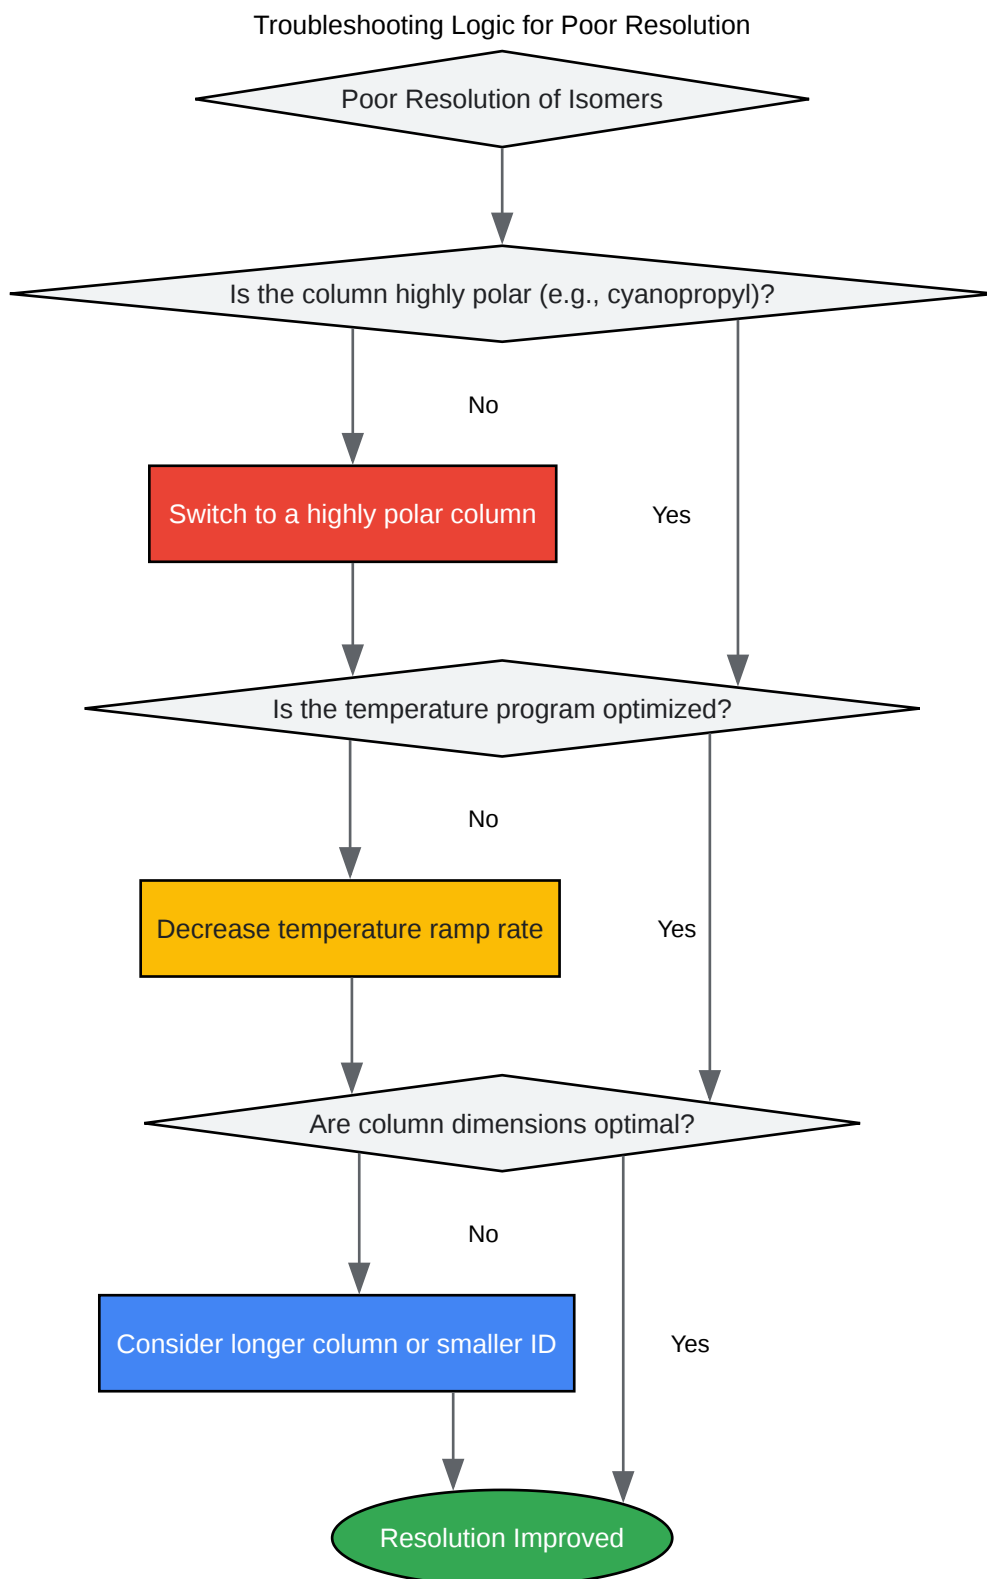 Troubleshooting Logic for Poor Resolution
Poor Resolution of Isomers
Is the column highly polar (e.g., cyanopropyl)?
No
Switch to a highly polar column
Yes
Is the temperature program optimized?
No
Decrease temperature ramp rate
Yes
Are column dimensions optimal?
No
Consider longer column or smaller ID
Yes
Resolution Improved